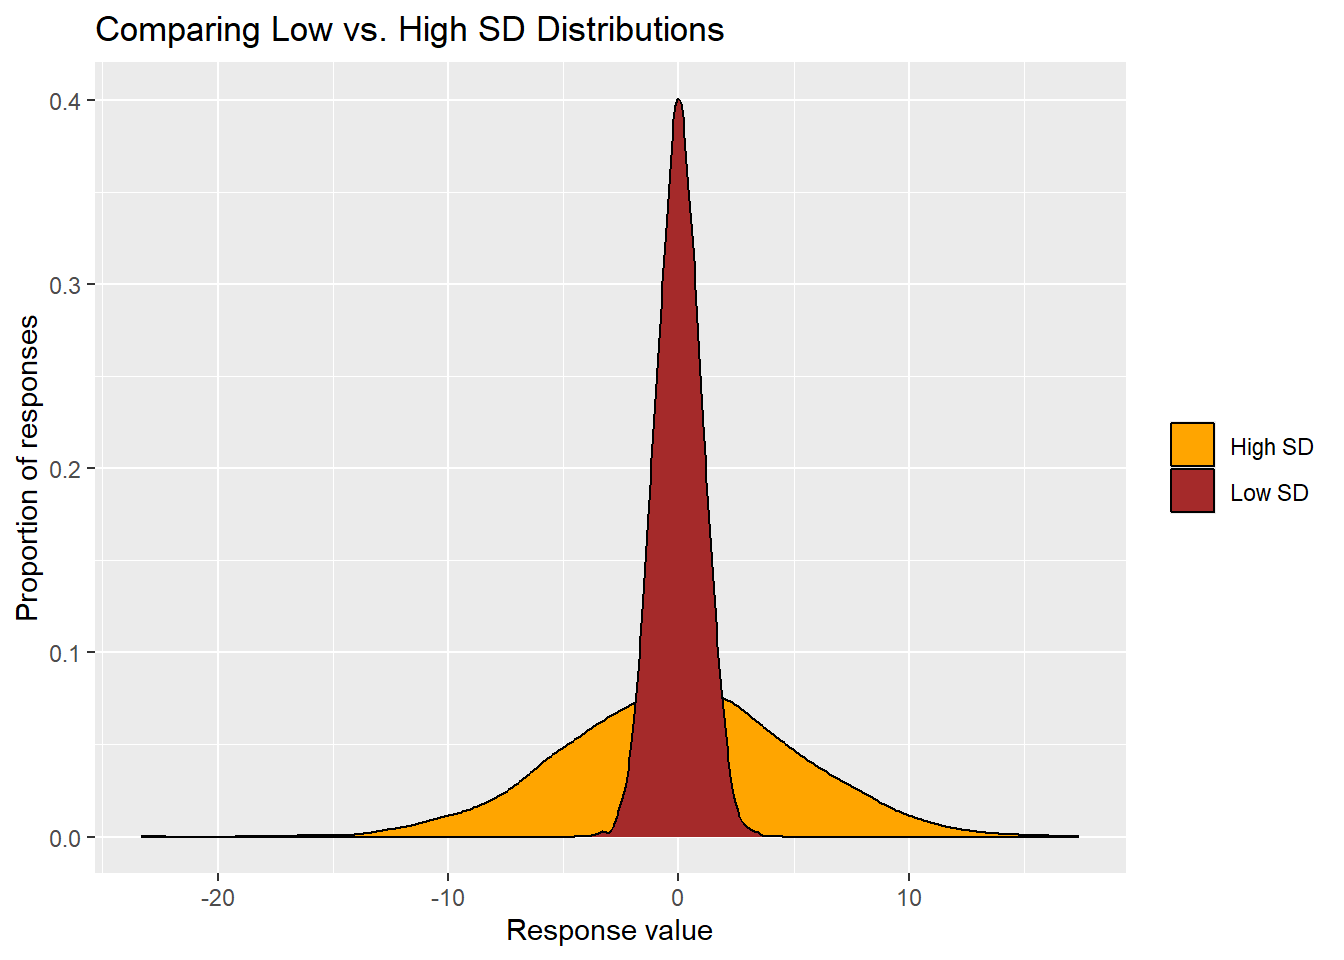 Comparing Low vs. High SD Distributions
0.4
0.3
0.2
0.1
0.0
Proportion of responses
-20
-10
0
10
Response value
High SD
Low SD